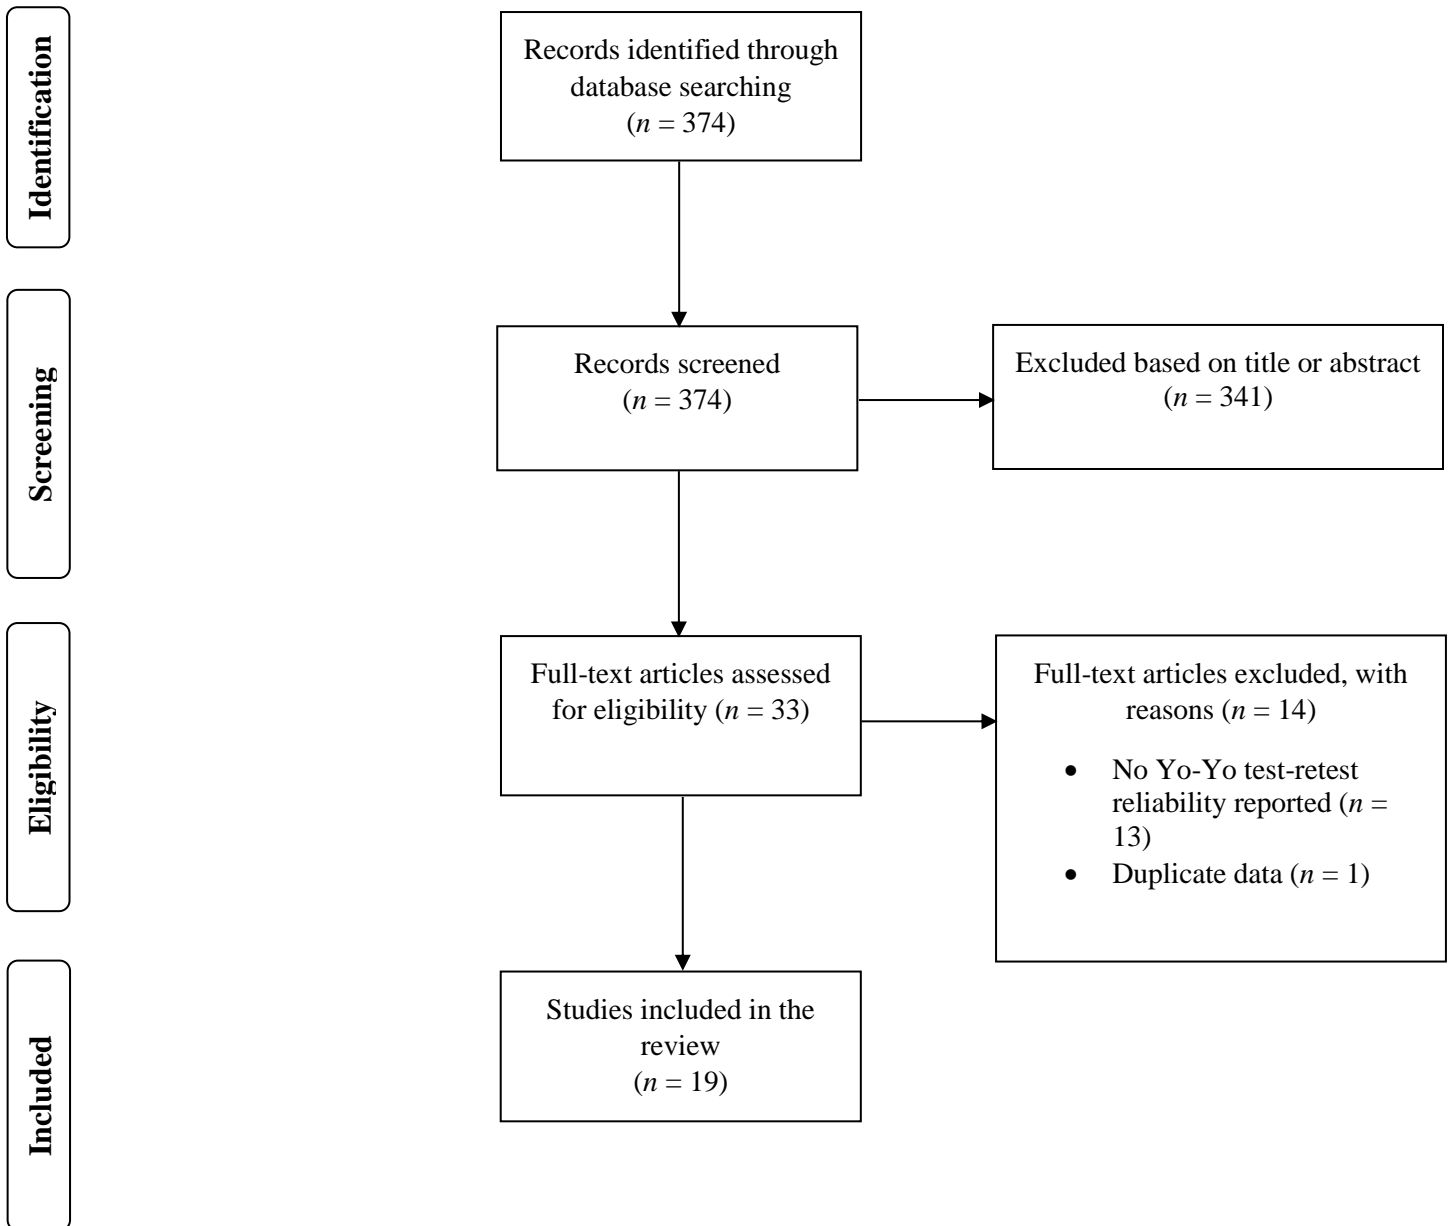 Identification
Records identified through
database searching
(n = 374)
Screening
Records screened
(n = 374)
Excluded based on title or abstract
(n = 341)
Eligibility
Full-text articles assessed
for eligibility (n = 33)
Full-text articles excluded, with
reasons (n = 14)
• No Yo-Yo test-retest
reliability reported (n =
13)
• Duplicate data (n = 1)
Included
Studies included in the
review
(n = 19)